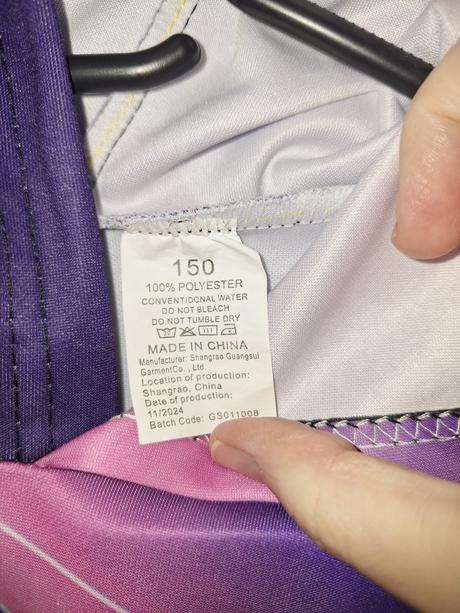 150
100% POLYESTER
CONVENTIDONAL WATER
DO NOT BLEACH
DO NOT TUMBLE DRY
MADE IN CHINA
Manufacturer: Shangrao Guangsul
GarmentCo. , Ltd.
Location of production:
Shangrao, China
Date of production:
11/2024
Batch Code: GS011008